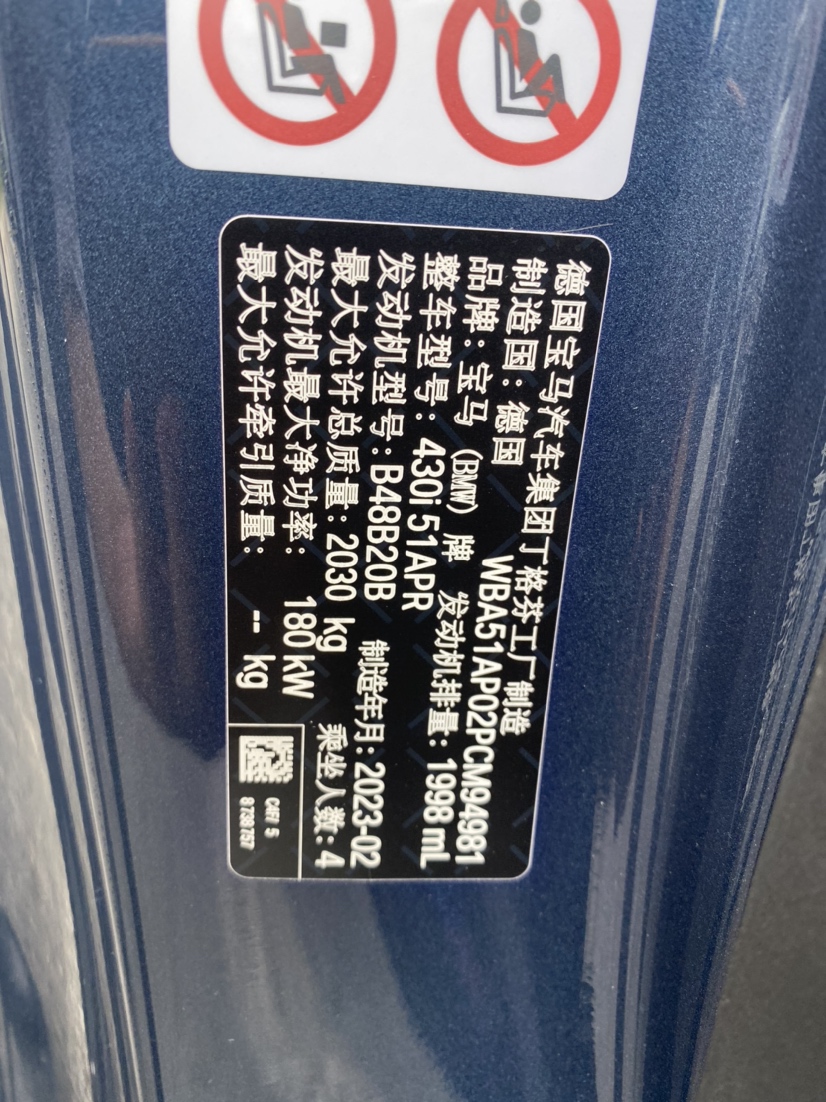 德国宝马汽车集团丁格芬工厂 制造
制造国：德国 WBA51AP02PCM94981
品牌：宝马（BMW）牌 发动机排量：1998 mL
整车型号：430i 51APR
发动机型号：B48B20B 制造年月：2023-02
最大允许总质量：2030 kg 乘坐人数：4
发动机最大净功率：180 kW
最大允许牵引质量：-- kg
8 738 757